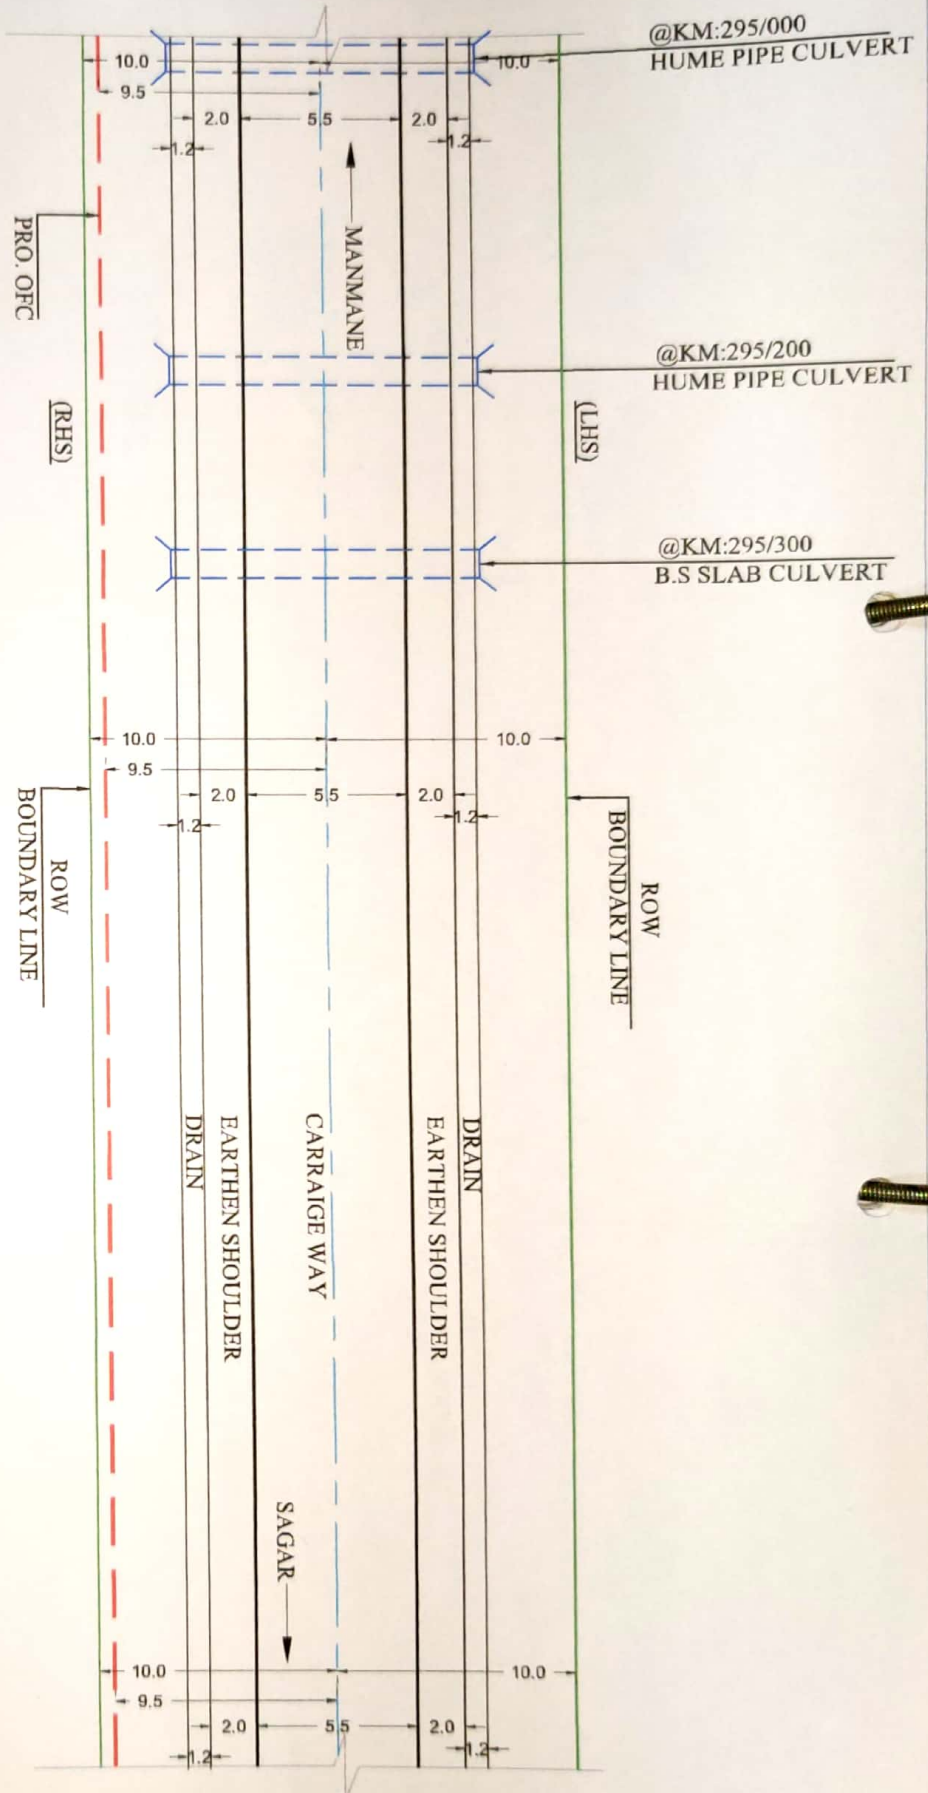 @KM:295/000
HUME PIPE CULVERT
10.0
10.0
9.5
2.0
5.5
2.0
1.2
1.2
MANMANE
PRO. OFC
@KM:295/200
HUME PIPE CULVERT
(RHS)
(LHS)
@KM:295/300
B.S SLAB CULVERT
10.0
10.0
9.5
2.0
5.5
2.0
1.2
1.2
ROW
BOUNDARY LINE
ROW
BOUNDARY LINE
DRAIN
EARTHEN SHOULDER
CARRAIGE WAY
EARTHEN SHOULDER
DRAIN
SAGAR
10.0
10.0
9.5
2.0
5.5
2.0
1.2
1.2